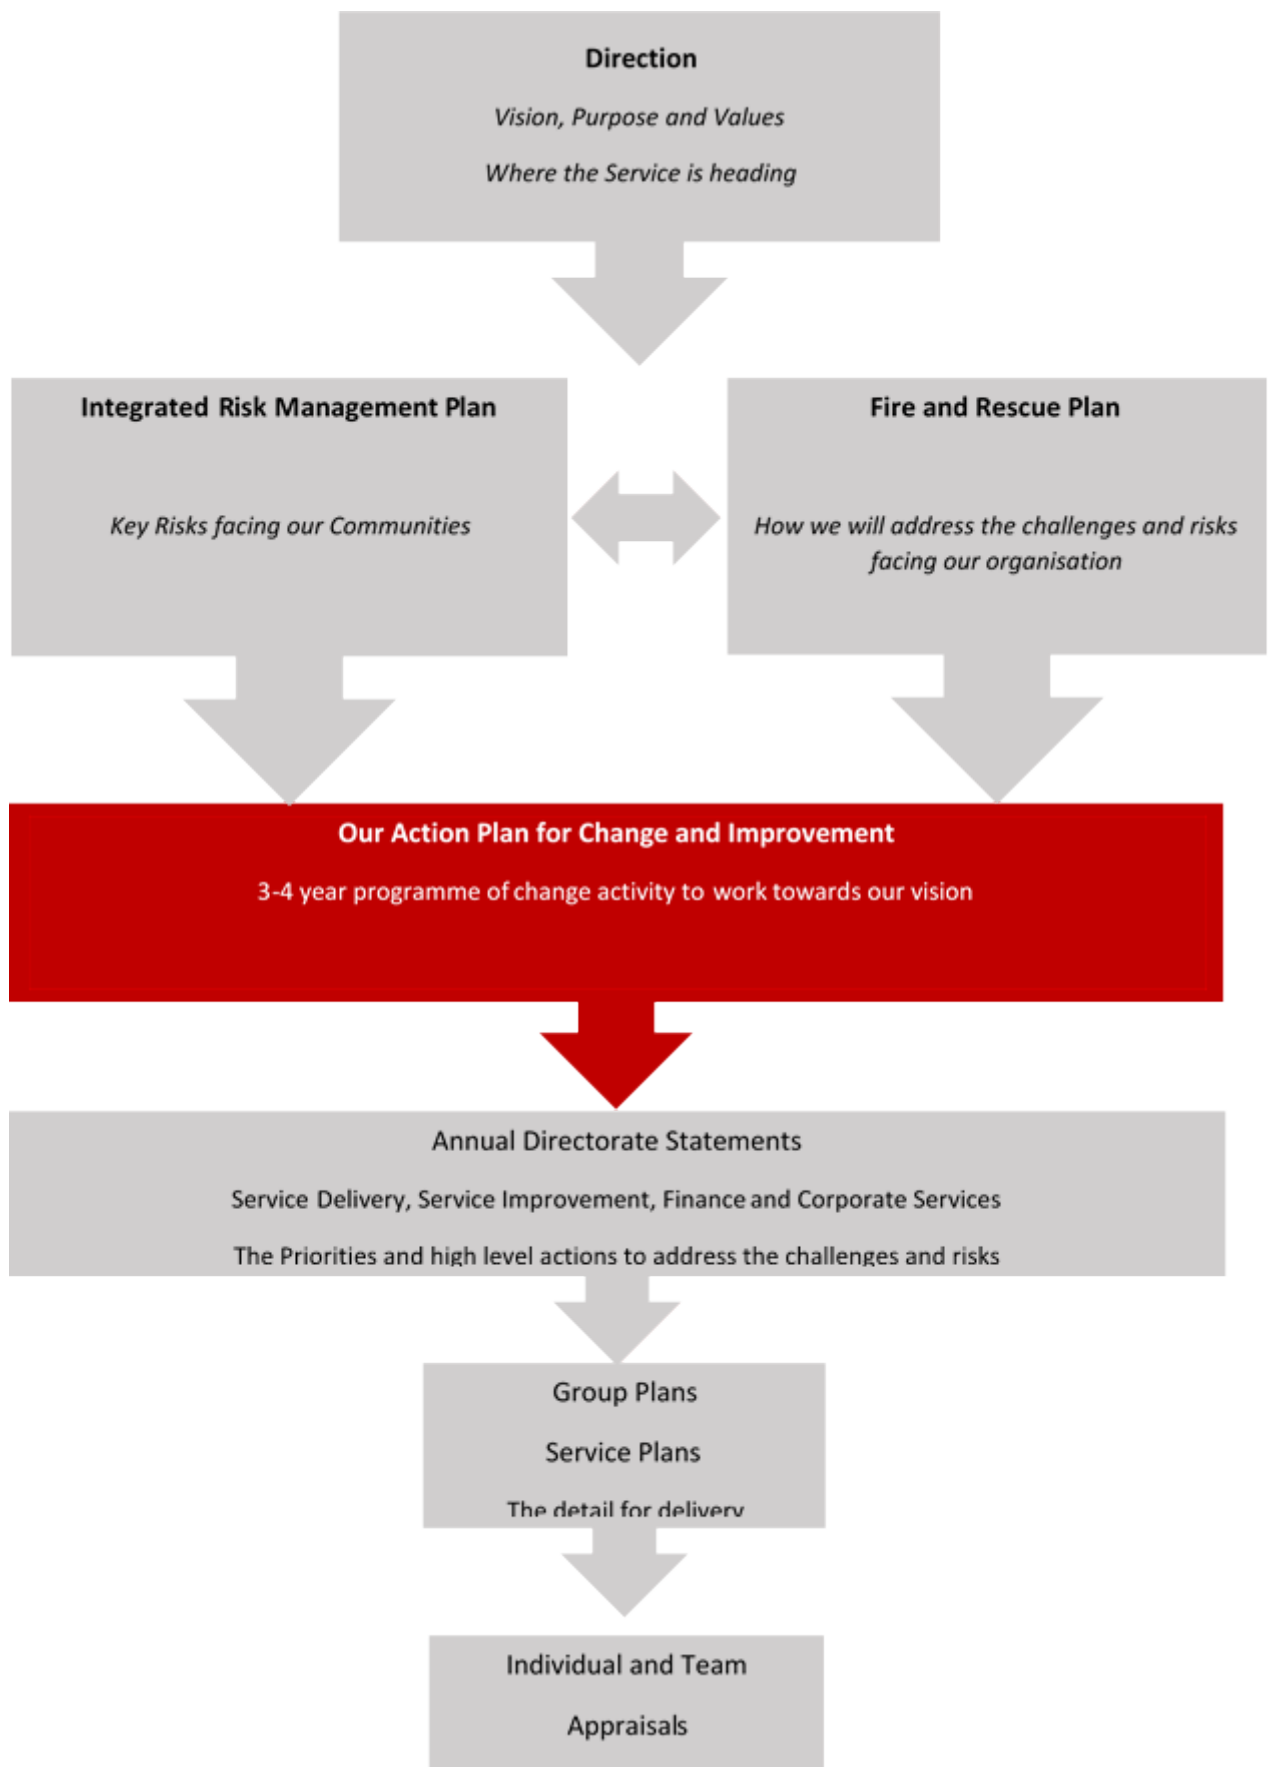 Direction
Vision, Purpose and Values
Where the Service is heading
Integrated Risk Management Plan
Key Risks facing our Communities
Fire and Rescue Plan
How we will address the challenges and risks
facing our organisation
Our Action Plan for Change and Improvement
3-4 year programme of change activity to work towards our vision
Annual Directorate Statements
Service Delivery, Service Improvement, Finance and Corporate Services
The Priorities and high level actions to address the challenges and risks
Group Plans
Service Plans
The detail for delivery
Individual and Team
Appraisals